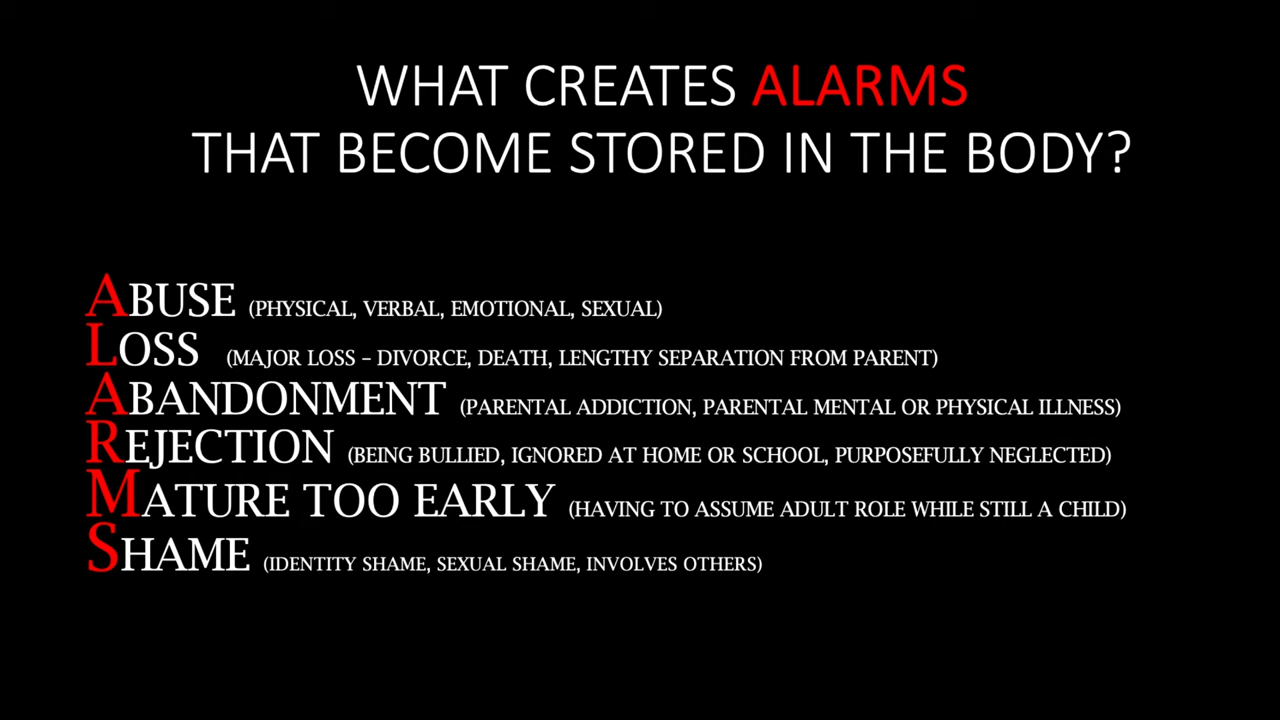 WHAT CREATES ALARMS
THAT BECOME STORED IN THE BODY?
ABUSE (PHYSICAL, VERBAL, EMOTIONAL, SEXUAL)
LOSS (MAJOR LOSS – DIVORCE, DEATH, LENGTHY SEPARATION FROM PARENT)
ABANDONMENT (PARENTAL ADDICTION, PARENTAL MENTAL OR PHYSICAL ILLNESS)
REJECTION (BEING BULLIED, IGNORED AT HOME OR SCHOOL, PURPOSEFULLY NEGLECTED)
MATURE TOO EARLY (HAVING TO ASSUME ADULT ROLE WHILE STILL A CHILD)
SHAME (IDENTITY SHAME, SEXUAL SHAME, INVOLVES OTHERS)